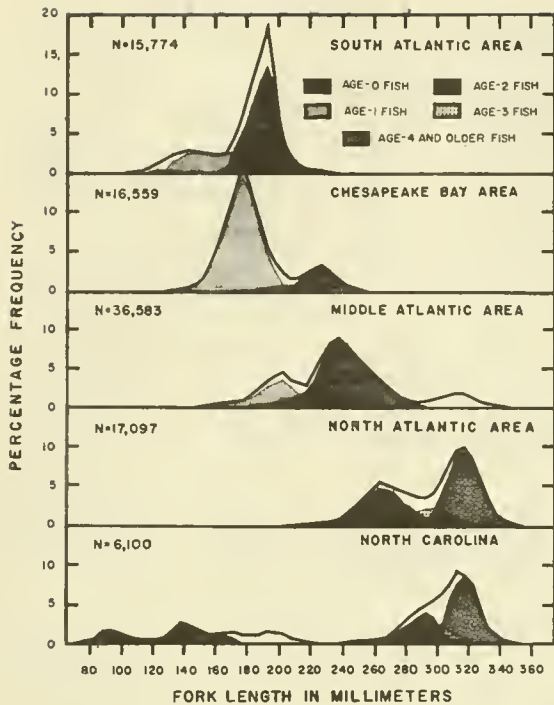 PERCENTAGE FREQUENCY
20
15
10
5
0
N=15,774
SOUTH ATLANTIC AREA
AGE-0 FISH
AGE-2 FISH
AGE-1 FISH
AGE-3 FISH
AGE-4 AND OLDER FISH
10
5
0
N=16,559
CHESAPEAKE BAY AREA
10
5
0
N=36,583
MIDDLE ATLANTIC AREA
10
5
0
N=17,097
NORTH ATLANTIC AREA
10
5
0
N=6,100
NORTH CAROLINA
80 100 120 140 160 180 200 220 240 260 280 300 320 340 360
FORK LENGTH IN MILLIMETERS